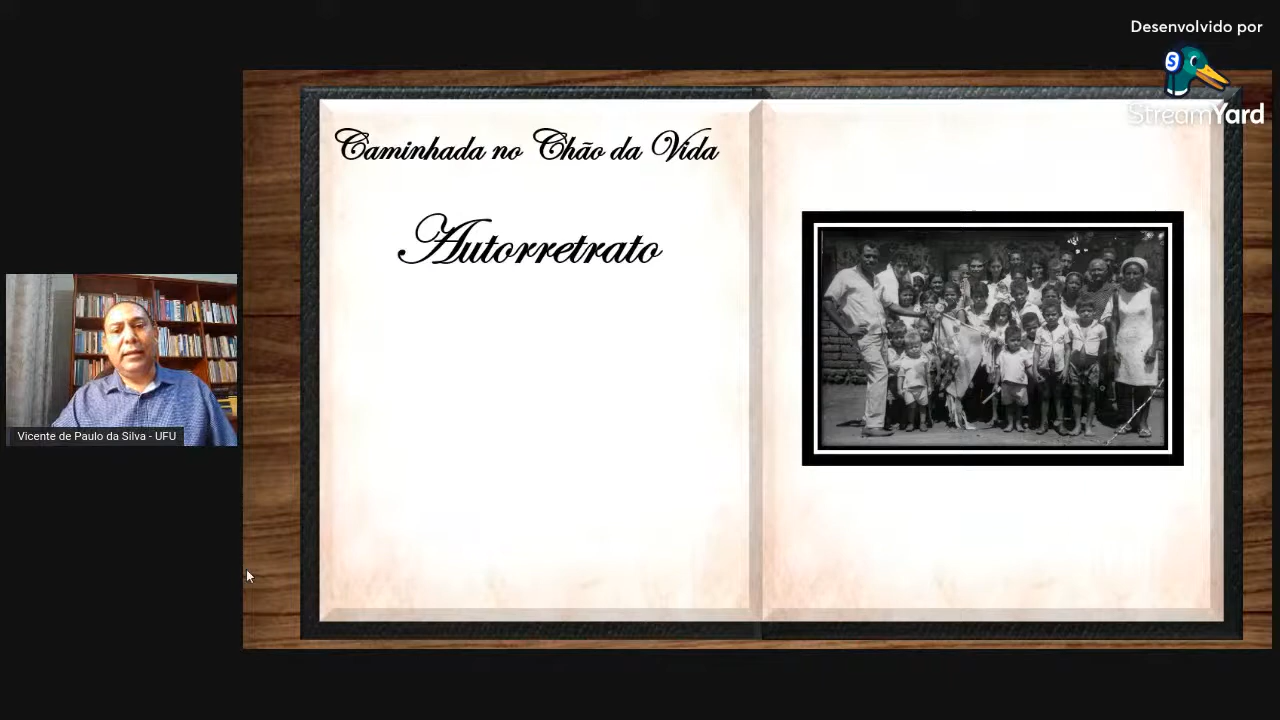 Desenvolvido por
S
StreamYard
Caminhada no Chão da Vida
Autorretrato
Vicente de Paulo da Silva - UFU